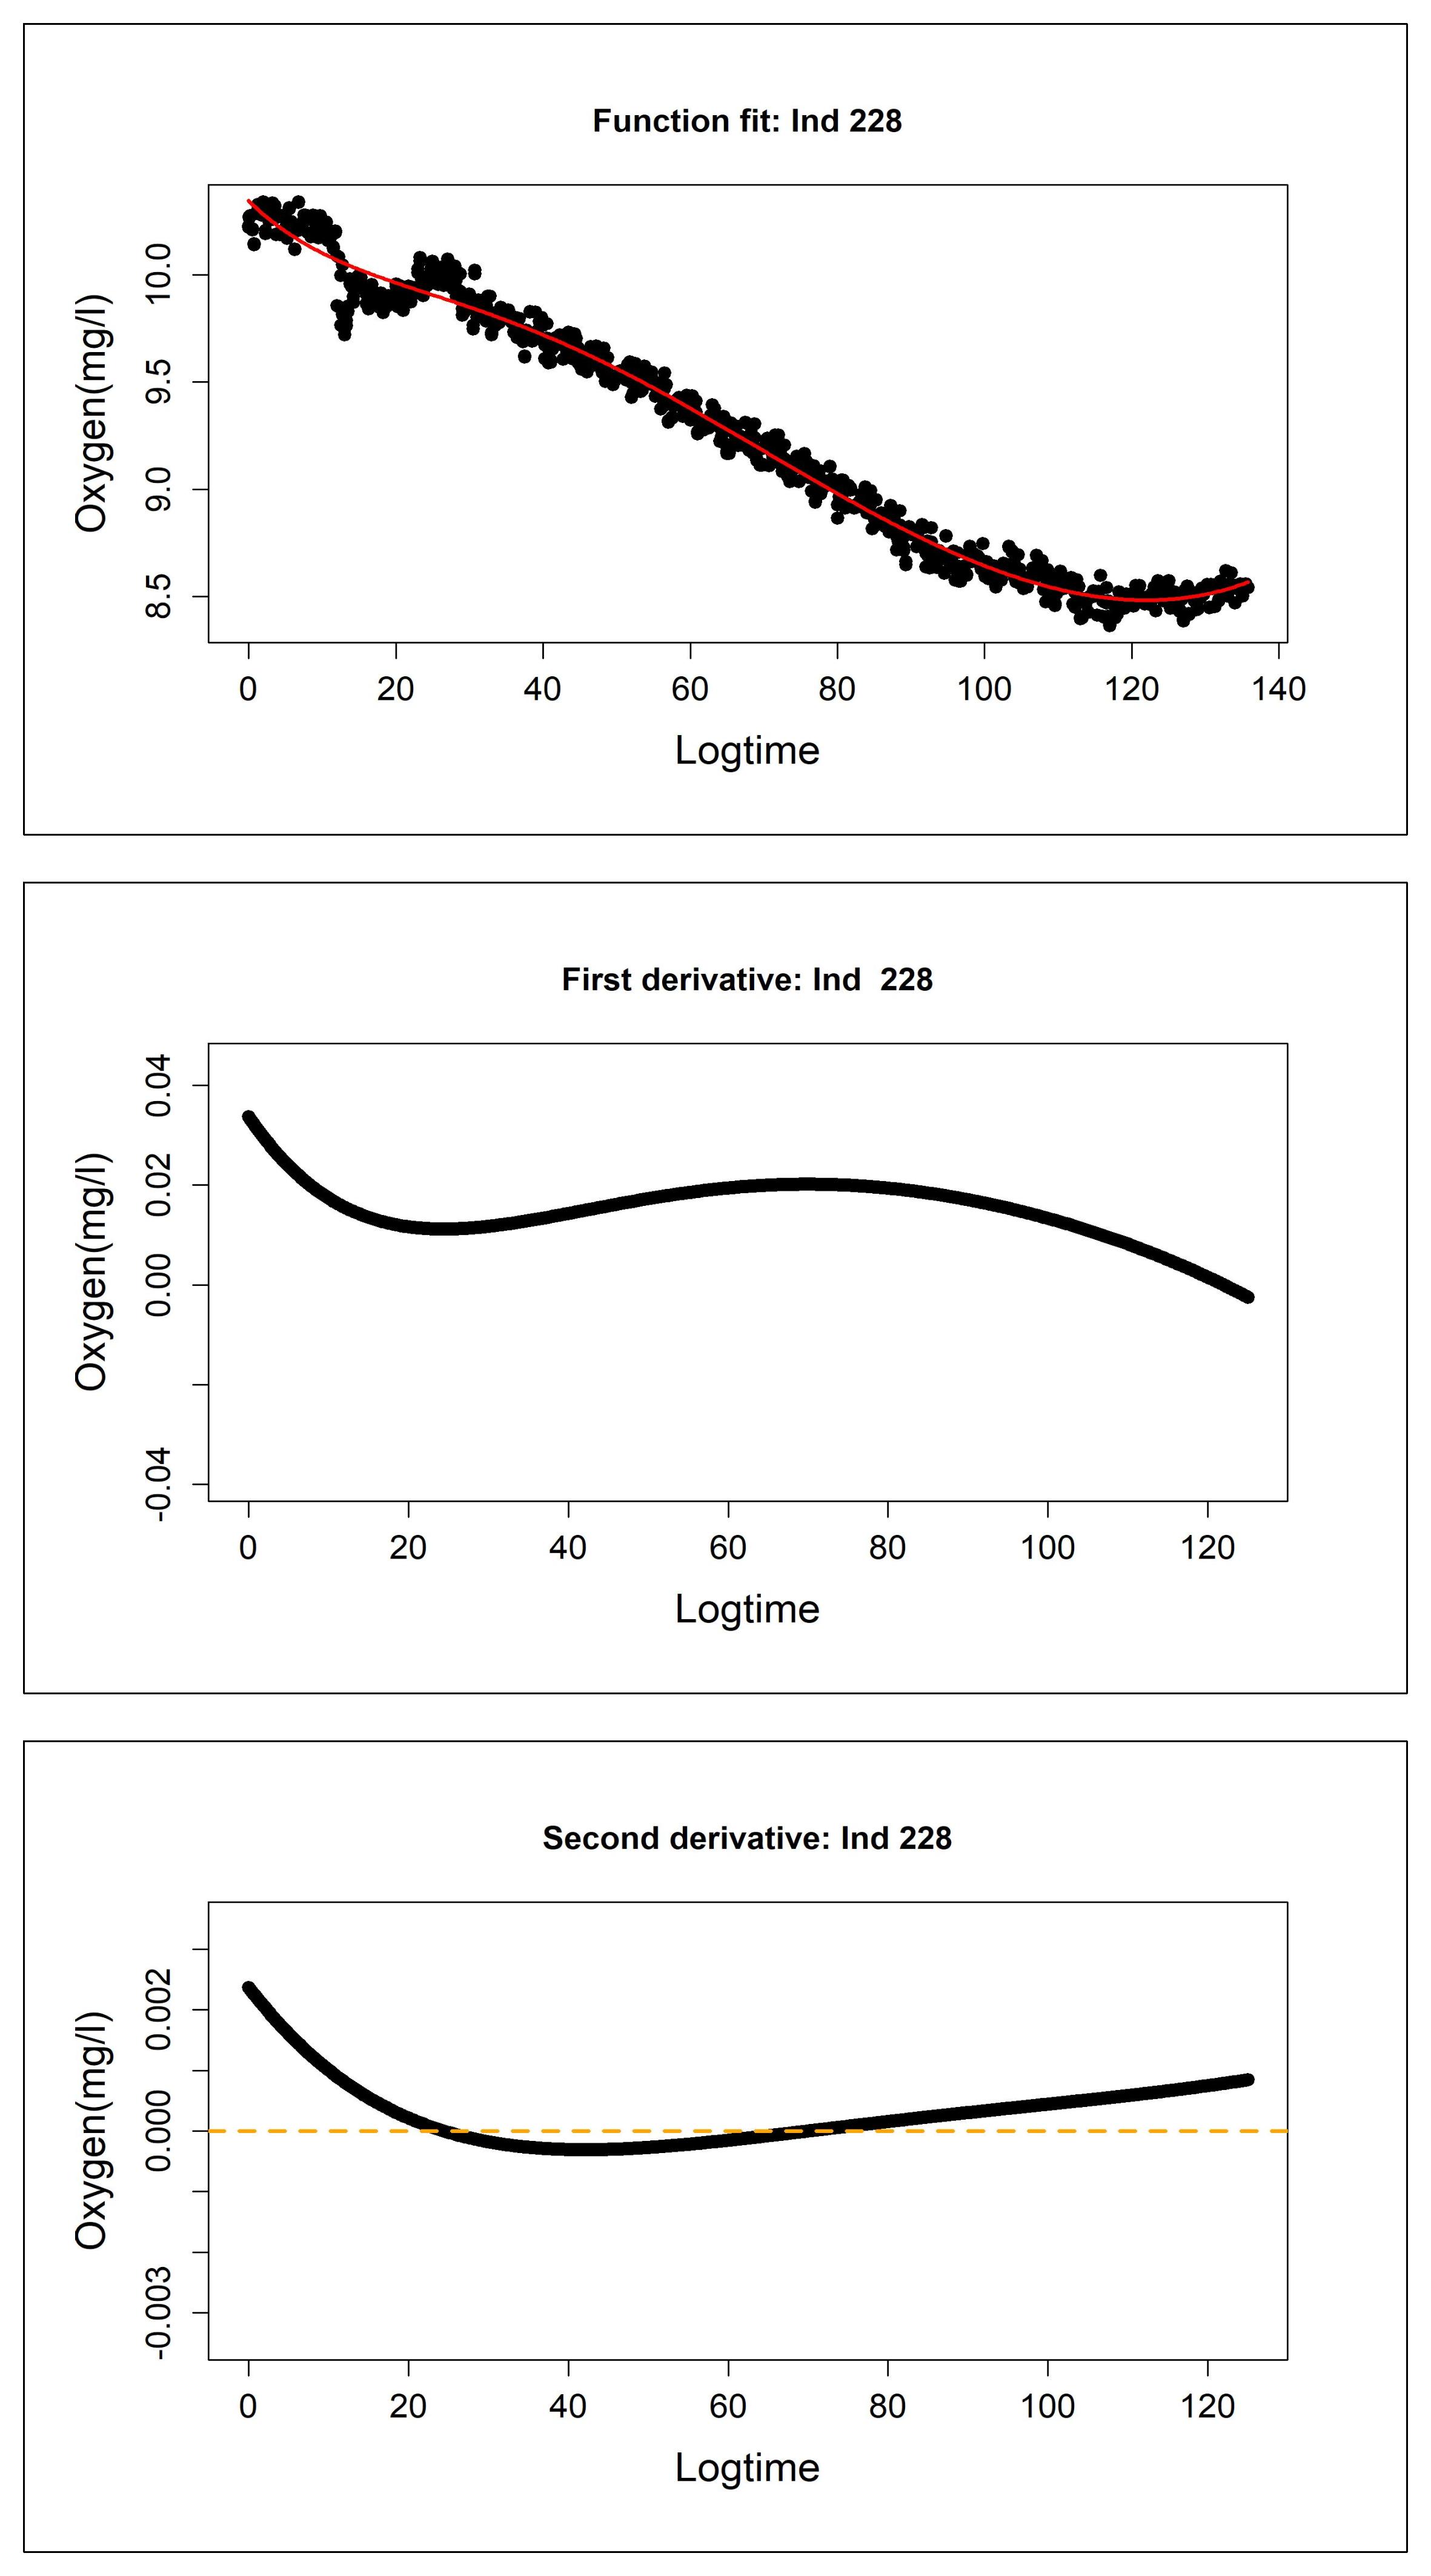 Function fit: Ind 228
Oxygen(mg/l)
10.0
9.5
9.0
8.5
0 20 40 60 80 100 120 140
Logtime
First derivative: Ind  228
Oxygen(mg/l)
0.04
0.02
0.00
-0.04
0 20 40 60 80 100 120
Logtime
Second derivative: Ind 228
Oxygen(mg/l)
0.002
0.000
-0.003
0 20 40 60 80 100 120
Logtime